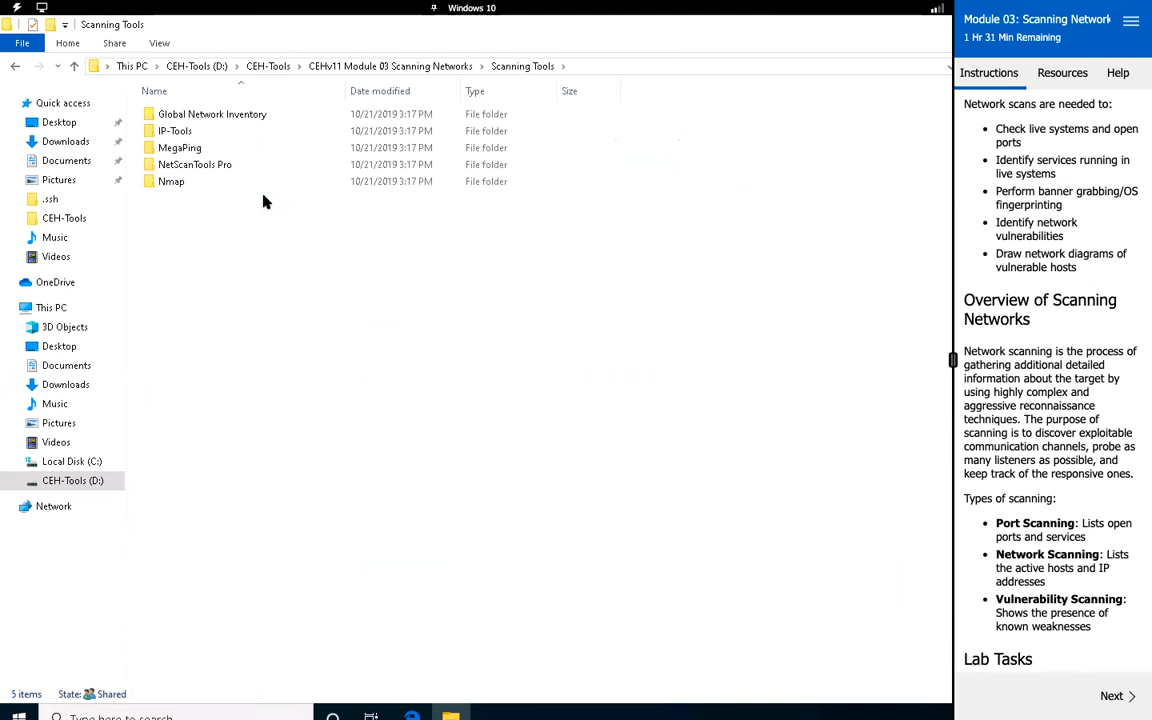 Windows 10
Scanning Tools
File Home Share View
This PC > CEH-Tools (D:) > CEH-Tools > CEHv11 Module 03 Scanning Networks > Scanning Tools >
Name Date modified Type Size
Global Network Inventory 10/21/2019 3:17 PM File folder
IP-Tools 10/21/2019 3:17 PM File folder
MegaPing 10/21/2019 3:17 PM File folder
NetScanTools Pro 10/21/2019 3:17 PM File folder
Nmap 10/21/2019 3:17 PM File folder
Quick access
Desktop
Downloads
Documents
Pictures
.ssh
CEH-Tools
Music
Videos
OneDrive
This PC
3D Objects
Desktop
Documents
Downloads
Music
Pictures
Videos
Local Disk (C:)
CEH-Tools (D:)
Network
5 items State: Shared
Type here to search
Module 03: Scanning Network
1 Hr 31 Min Remaining
Instructions Resources Help
Network scans are needed to:
• Check live systems and open
ports
• Identify services running in
live systems
• Perform banner grabbing/OS
fingerprinting
• Identify network
vulnerabilities
• Draw network diagrams of
vulnerable hosts
Overview of Scanning
Networks
Network scanning is the process of
gathering additional detailed
information about the target by
using highly complex and
aggressive reconnaissance
techniques. The purpose of
scanning is to discover exploitable
communication channels, probe as
many listeners as possible, and
keep track of the responsive ones.
Types of scanning:
• Port Scanning: Lists open
ports and services
• Network Scanning: Lists
the active hosts and IP
addresses
• Vulnerability Scanning:
Shows the presence of
known weaknesses
Lab Tasks
Next >